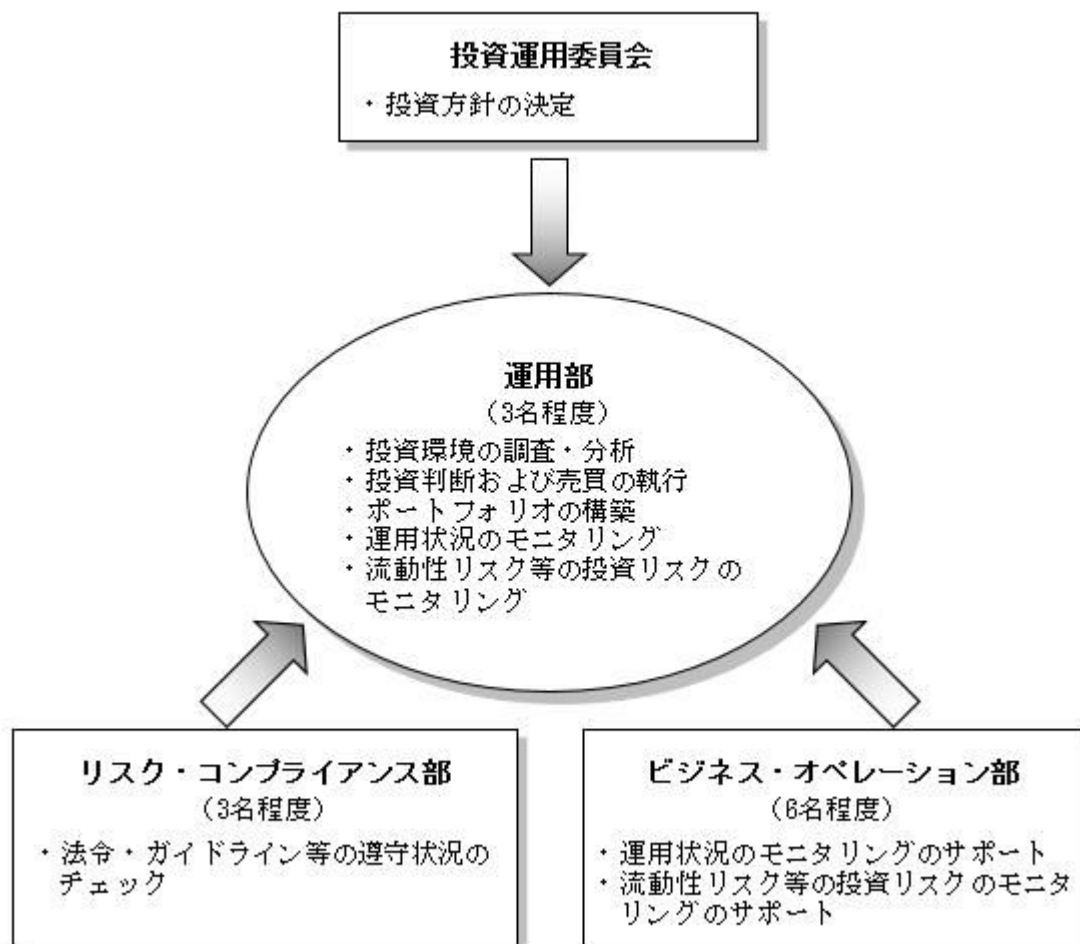 投資運用委員会
・投資方針の決定
運用部
（3名程度）
・投資環境の調査・分析
・投資判断および売買の執行
・ポートフォリオの構築
・運用状況のモニタリング
・流動性リスク等の投資リスクの
モニタリング
リスク・コンプライアンス部
（3名程度）
・法令・ガイドライン等の遵守状況の
チェック
ビジネス・オペレーション部
（6名程度）
・運用状況のモニタリングのサポート
・流動性リスク等の投資リスクのモニタ
リングのサポート